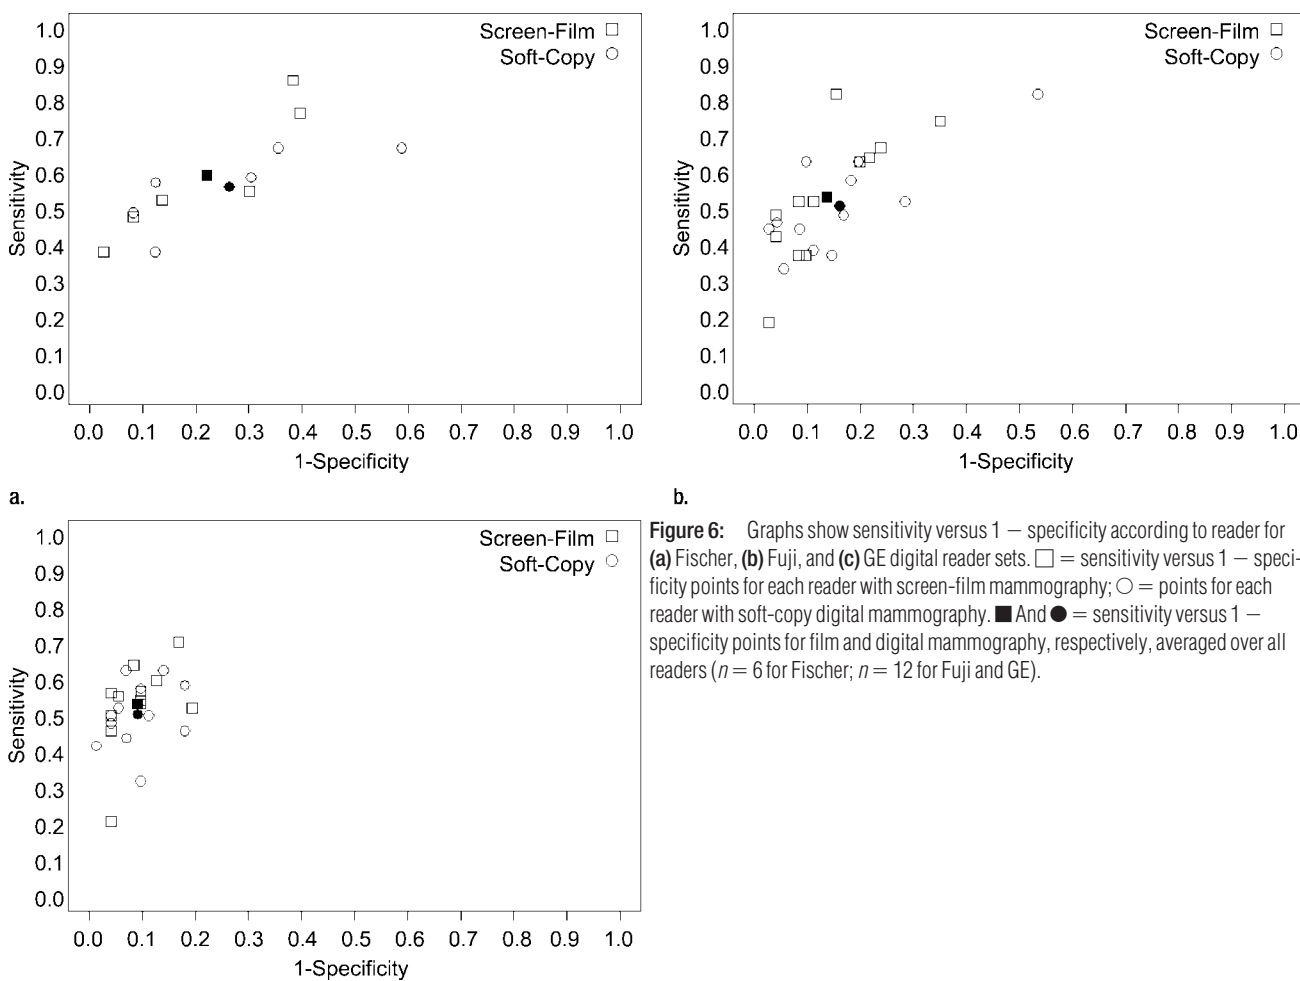 1.0
0.9
0.8
0.7
0.6
0.5
0.4
0.3
0.2
0.1
0.0
Sensitivity
Screen-Film □
Soft-Copy ○
0.0 0.1 0.2 0.3 0.4 0.5 0.6 0.7 0.8 0.9 1.0
1-Specificity
a.
1.0
0.9
0.8
0.7
0.6
0.5
0.4
0.3
0.2
0.1
0.0
Sensitivity
Screen-Film □
Soft-Copy ○
0.0 0.1 0.2 0.3 0.4 0.5 0.6 0.7 0.8 0.9 1.0
1-Specificity
b.
1.0
0.9
0.8
0.7
0.6
0.5
0.4
0.3
0.2
0.1
0.0
Sensitivity
Screen-Film □
Soft-Copy ○
0.0 0.1 0.2 0.3 0.4 0.5 0.6 0.7 0.8 0.9 1.0
1-Specificity
Figure 6: Graphs show sensitivity versus 1 − specificity according to reader for
(a) Fischer, (b) Fuji, and (c) GE digital reader sets. □ = sensitivity versus 1 − speci-
ficity points for each reader with screen-film mammography; ○ = points for each
reader with soft-copy digital mammography. ■ And ● = sensitivity versus 1 −
specificity points for film and digital mammography, respectively, averaged over all
readers (n = 6 for Fischer; n = 12 for Fuji and GE).